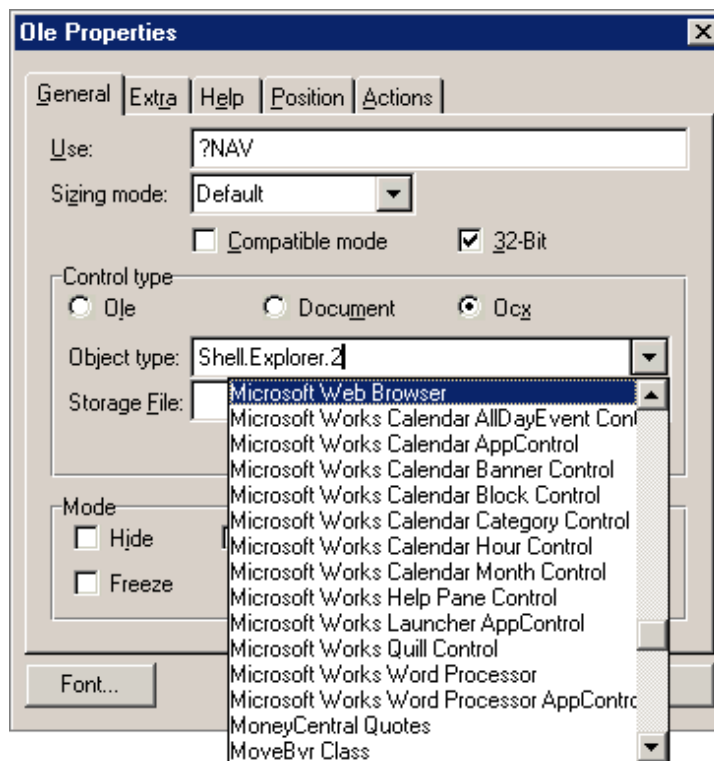 Ole Properties
General Extra Help Position Actions
Use: ?NAV
Sizing mode: Default
Compatible mode 32-Bit
Control type
Ole Document Ocx
Object type: Shell.Explorer.2
Storage File:
Microsoft Web Browser
Microsoft Works Calendar AllDayEvent
Microsoft Works Calendar AppControl
Microsoft Works Calendar Banner Control
Microsoft Works Calendar Block Control
Microsoft Works Calendar Category Control
Microsoft Works Calendar Hour Control
Microsoft Works Calendar Month Control
Microsoft Works Help Pane Control
Microsoft Works Launcher AppControl
Microsoft Works Quill Control
Microsoft Works Word Processor
Microsoft Works Word Processor AppContro
MoneyCentral Quotes
MoveBvr Class
Mode
Hide
Freeze
Font...